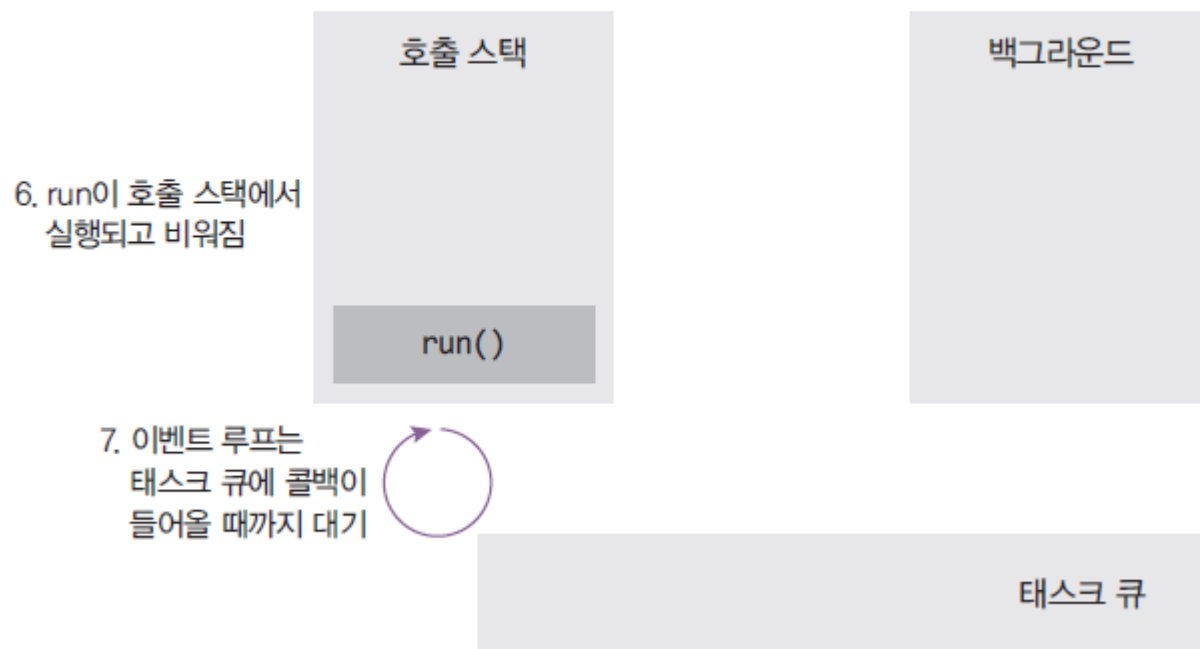 호출 스택
백그라운드
6. run이 호출 스택에서
실행되고 비워짐
run()
7. 이벤트 루프는
태스크 큐에 콜백이
들어올 때까지 대기
태스크 큐